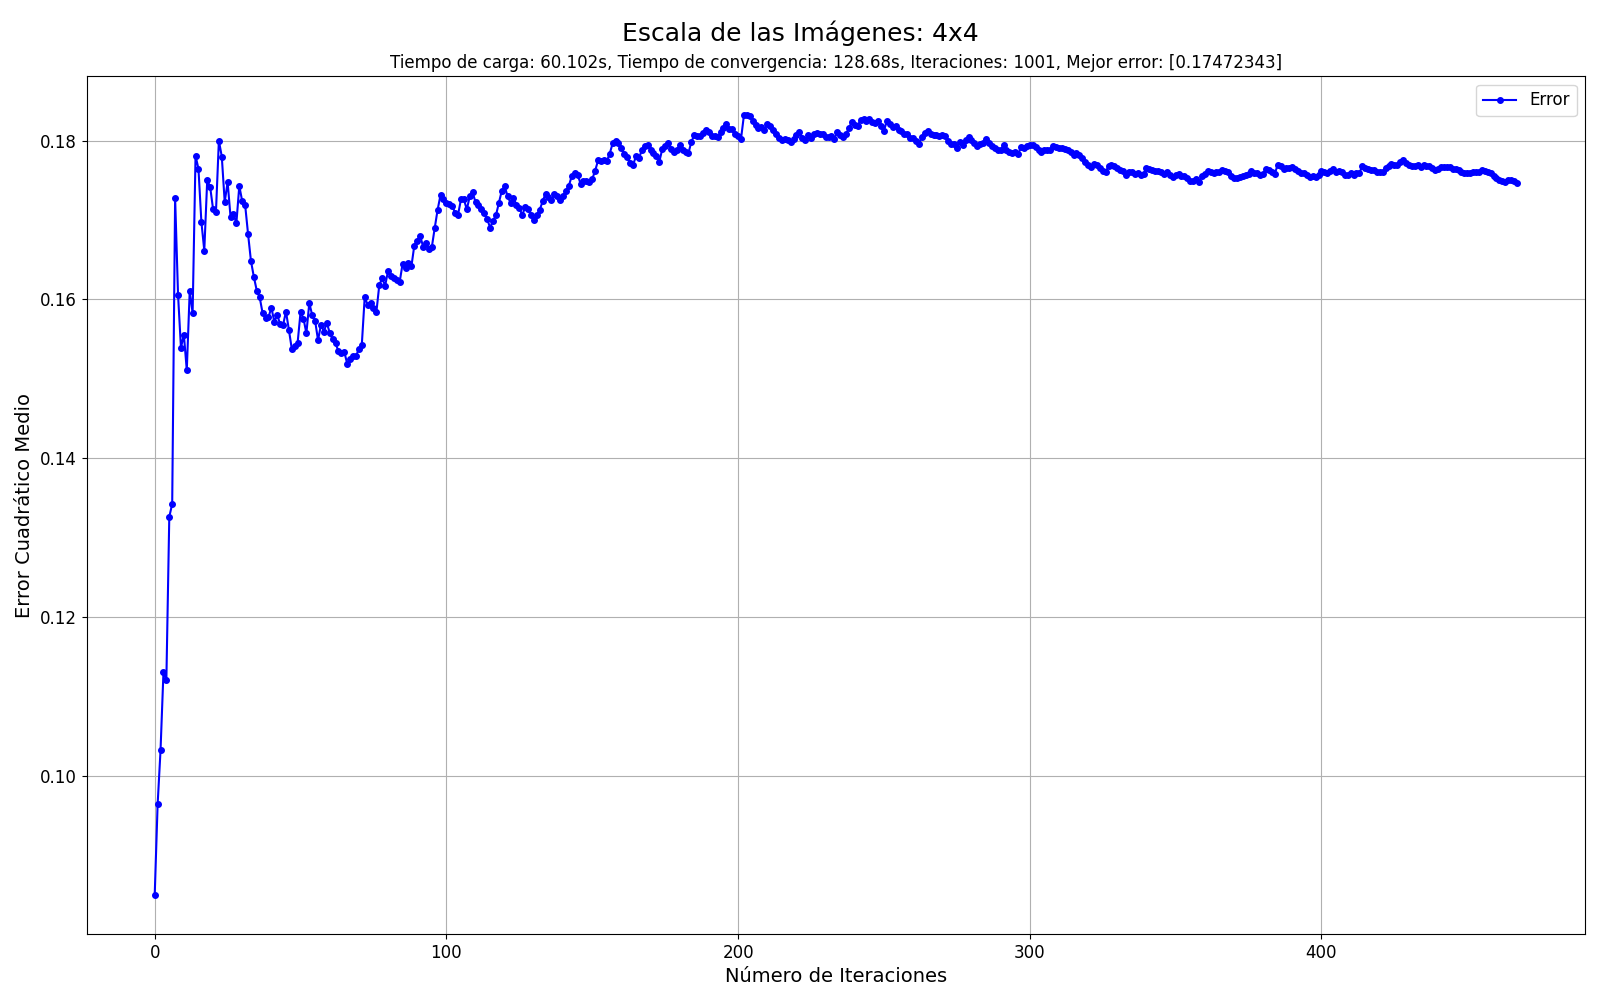 Escala de las Imágenes: 4x4
Tiempo de carga: 60.102s, Tiempo de convergencia: 128.68s, Iteraciones: 1001, Mejor error: [0.17472343]
Error
0.18
0.16
0.14
0.12
0.10
Error Cuadrático Medio
0 100 200 300 400
Número de Iteraciones